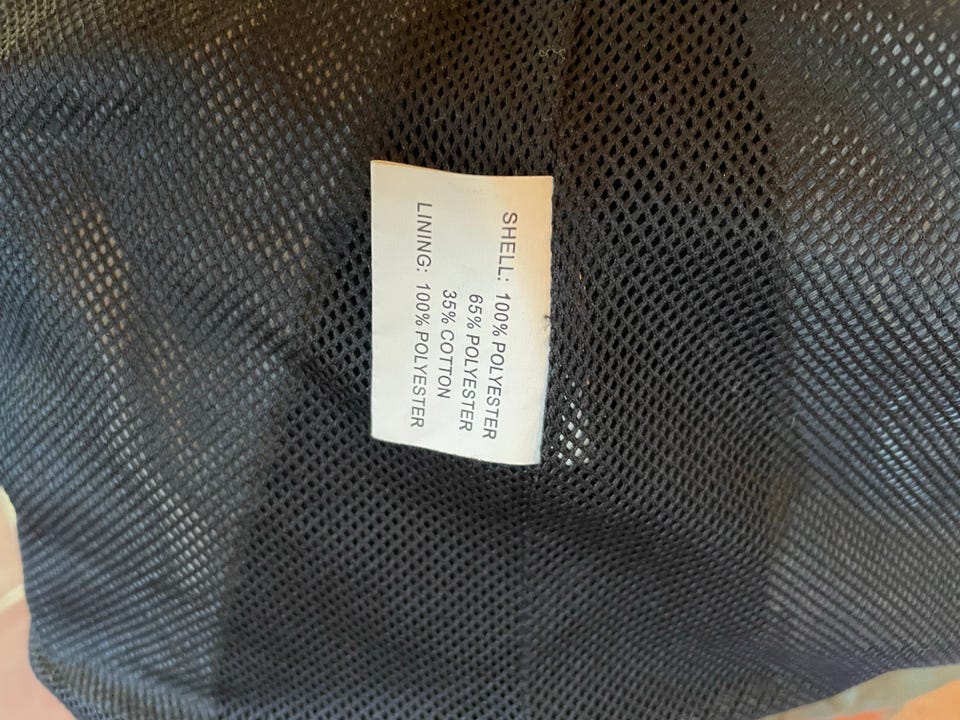 SHELL: 100% POLYESTER
65% POLYESTER
35% COTTON
LINING: 100% POLYESTER